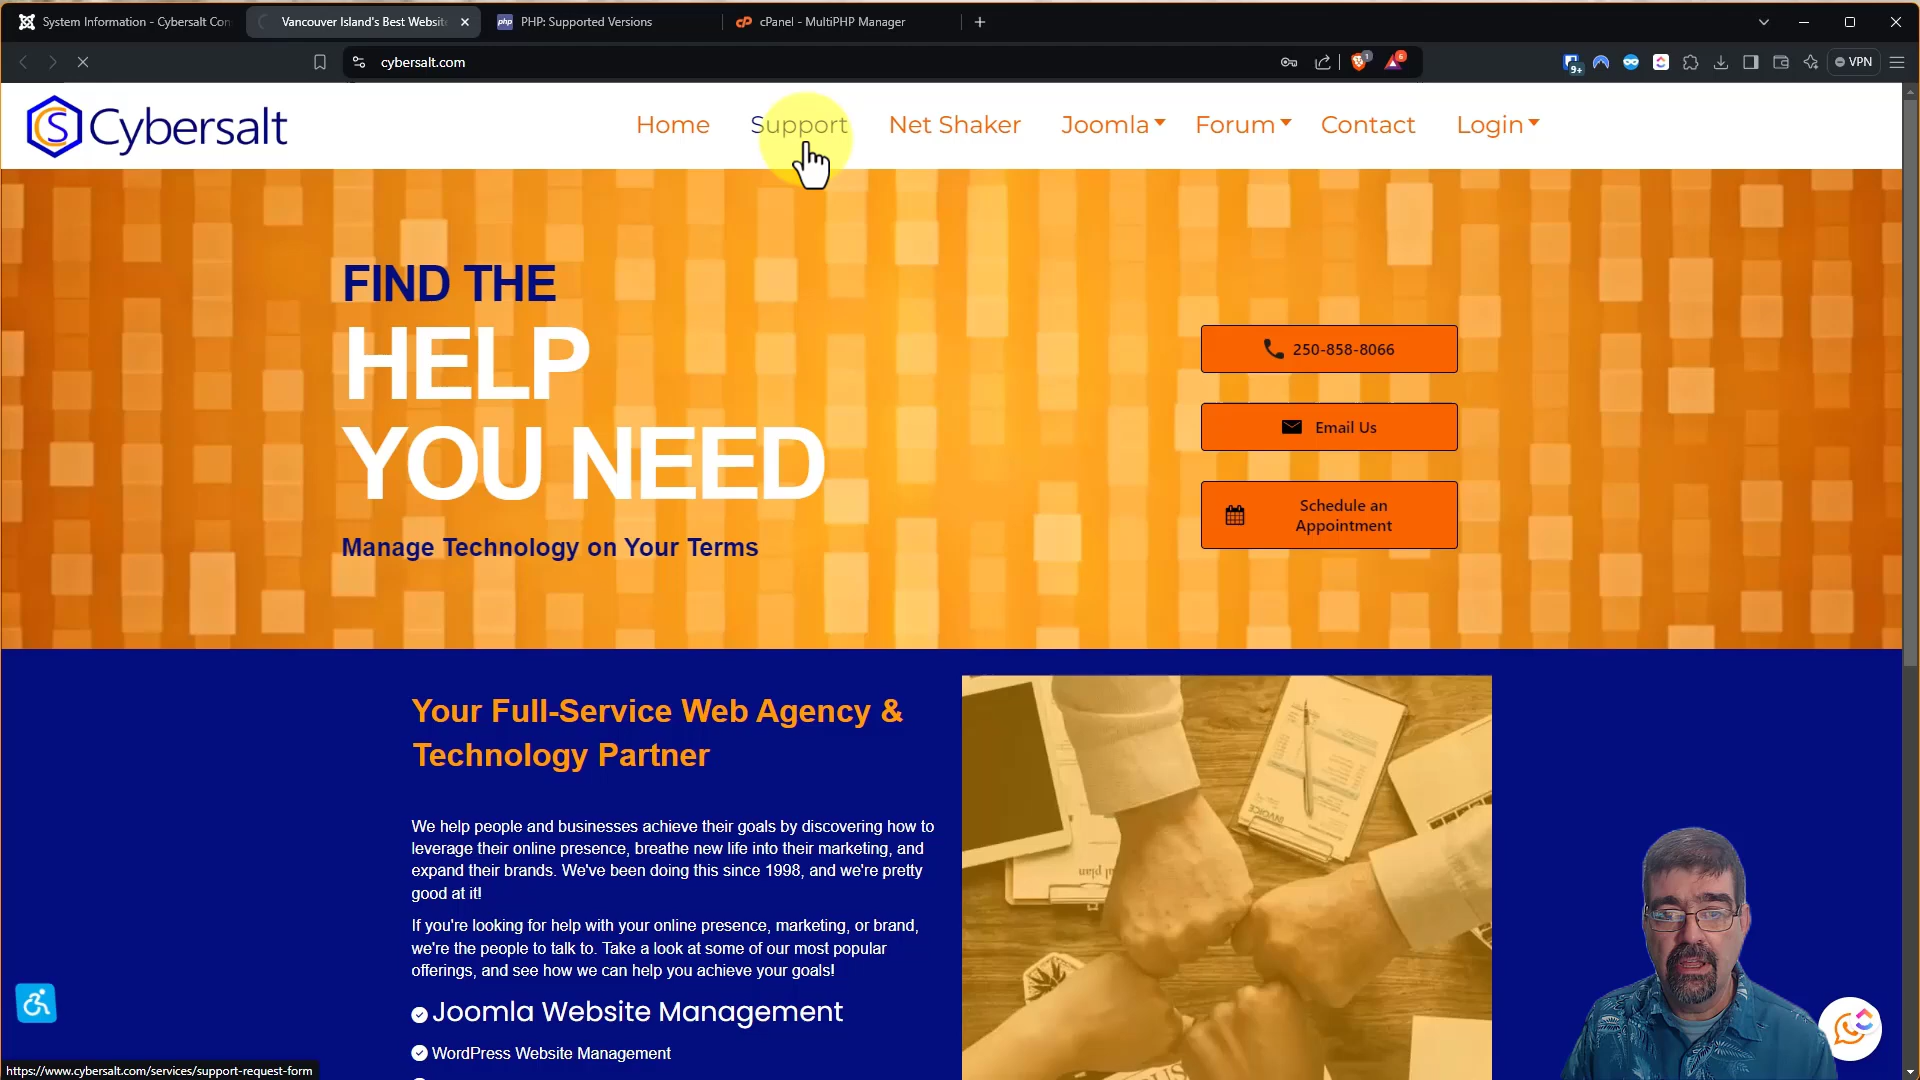 System Information - Cybersalt Con
Vancouver Island's Best Website
php PHP: Supported Versions
cPanel - MultiPHP Manager
cybersalt.com
1
6
9+
VPN
Cybersalt
Home
Support
Net Shaker
Joomla
Forum
Contact
Login
FIND THE
HELP
YOU NEED
Manage Technology on Your Terms
250-858-8066
Email Us
Schedule an
Appointment
Your Full-Service Web Agency &
Technology Partner
We help people and businesses achieve their goals by discovering how to
leverage their online presence, breathe new life into their marketing, and
expand their brands. We've been doing this since 1998, and we're pretty
good at it!
If you're looking for help with your online presence, marketing, or brand,
we're the people to talk to. Take a look at some of our most popular
offerings, and see how we can help you achieve your goals!
Joomla Website Management
WordPress Website Management
INVOICE
https://www.cybersalt.com/services/support-request-form